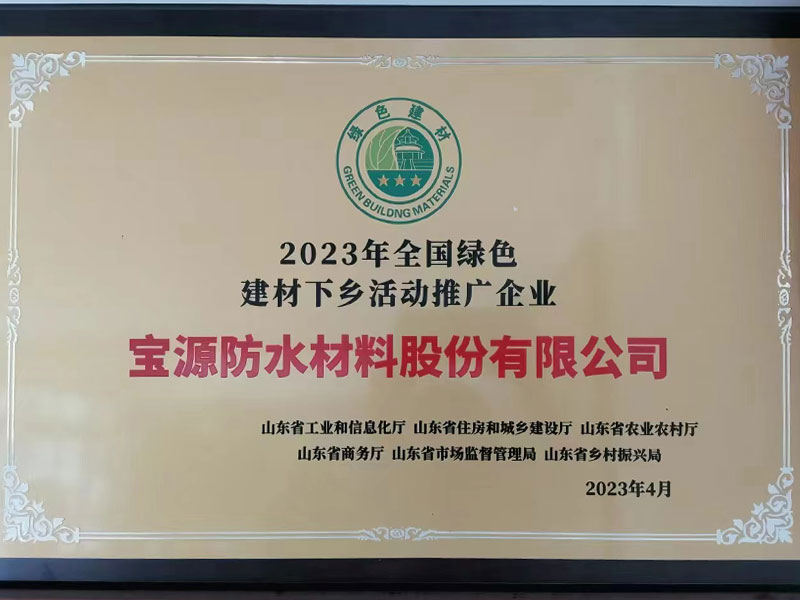 绿色建材
GREEN BUILDNG MATERIALS
2023年全国绿色
建材下乡活动推广企业
宝源防水材料股份有限公司
山东省工业和信息化厅 山东省住房和城乡建设厅 山东省农业农村厅
山东省商务厅 山东省市场监督管理局 山东省乡村振兴局
2023年4月